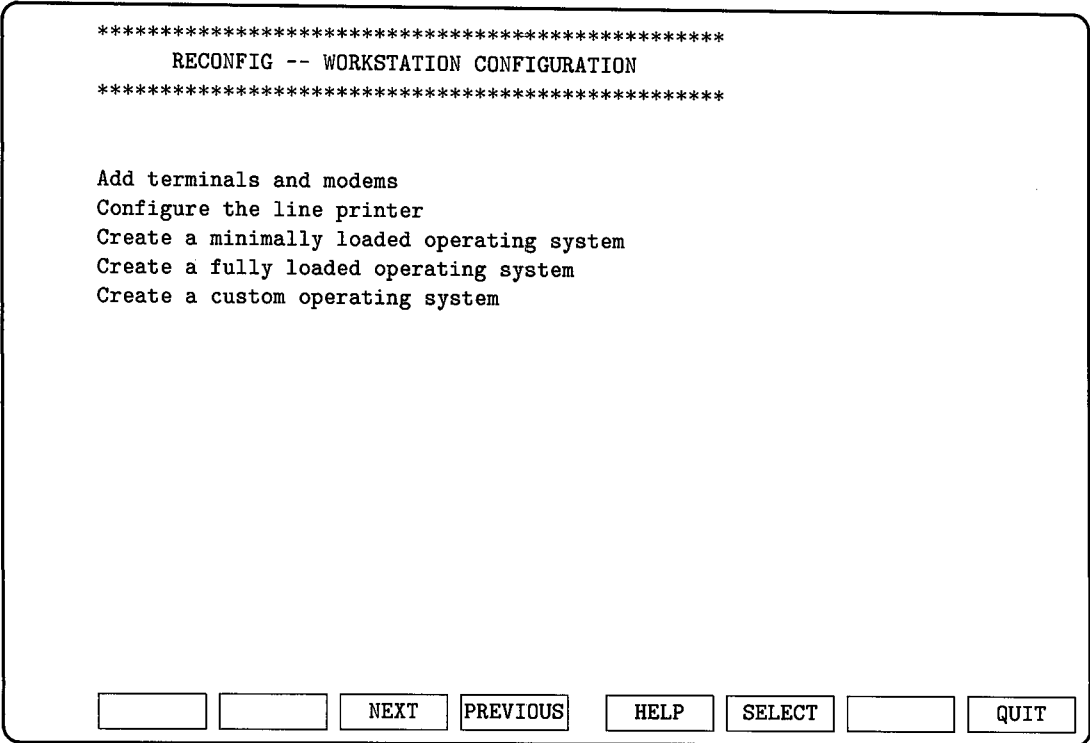 **************************************************
RECONFIG -- WORKSTATION CONFIGURATION
**************************************************
Add terminals and modems
Configure the line printer
Create a minimally loaded operating system
Create a fully loaded operating system
Create a custom operating system
NEXT PREVIOUS HELP SELECT QUIT